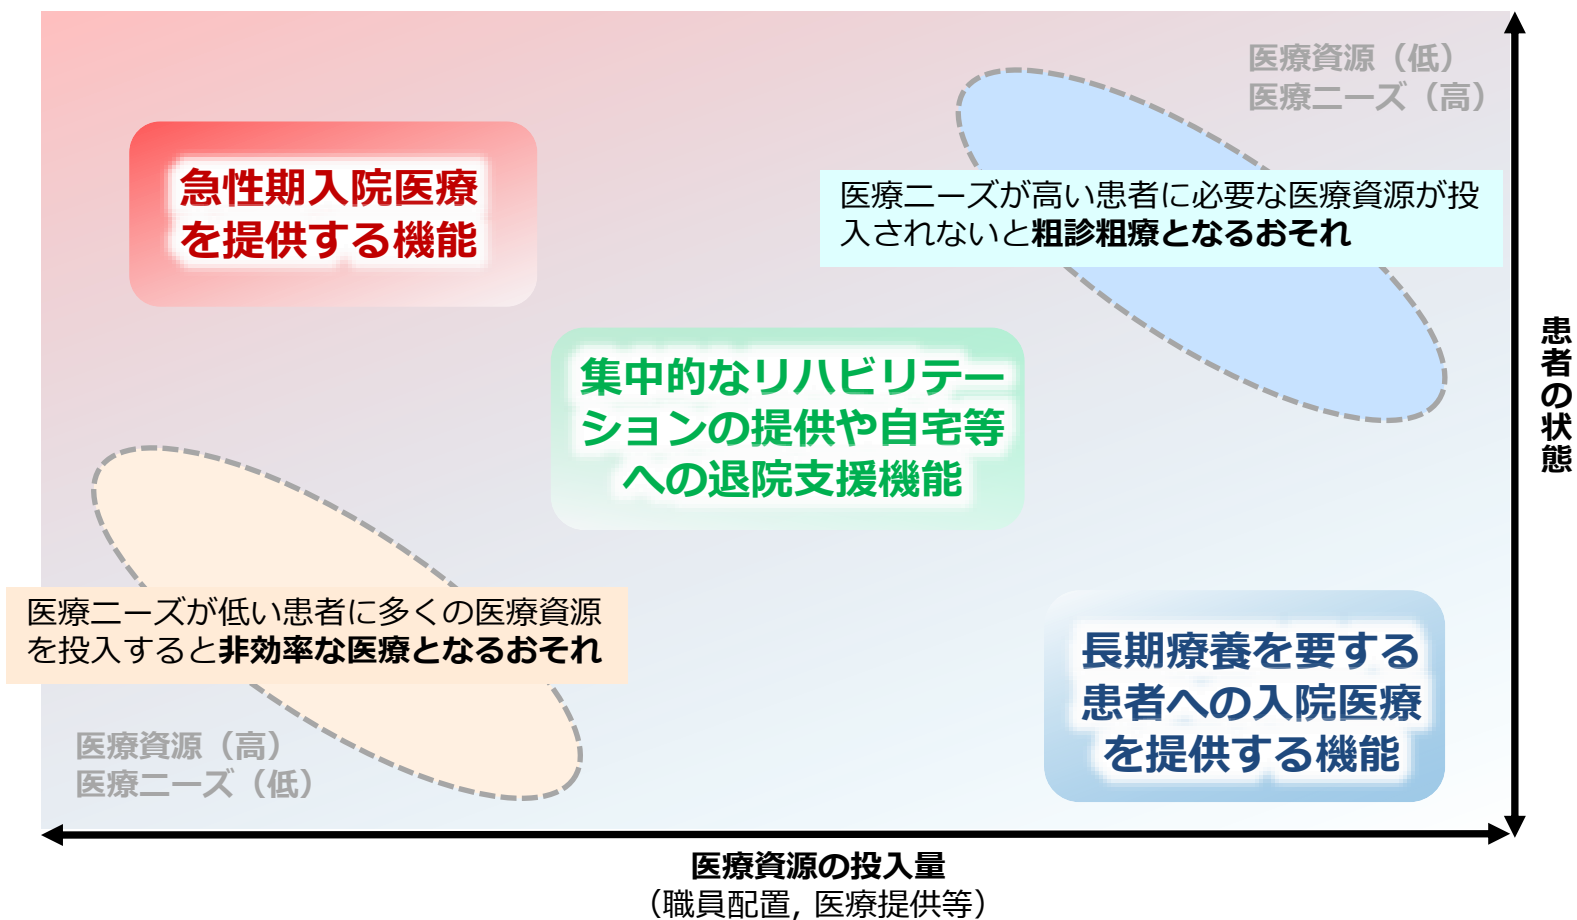 医療資源（低）
医療ニーズ（高）
急性期入院医療
を提供する機能
医療ニーズが高い患者に必要な医療資源が投
入されないと粗診粗療となるおそれ
集中的なリハビリテー
ションの提供や自宅等
への退院支援機能
患者の状態
医療ニーズが低い患者に多くの医療資源
を投入すると非効率な医療となるおそれ
長期療養を要する
患者への入院医療
を提供する機能
医療資源（高）
医療ニーズ（低）
医療資源の投入量
（職員配置, 医療提供等）